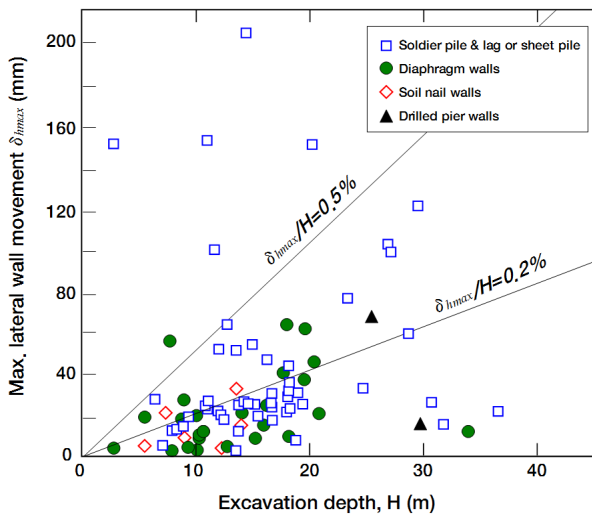 Max. lateral wall movement δhmax (mm)
200
160
120
80
40
0
0
10
20
30
40
Excavation depth, H (m)
Soldier pile & lag or sheet pile
Diaphragm walls
Soil nail walls
Drilled pier walls
δhmax/H=0.5%
δhmax/H=0.2%